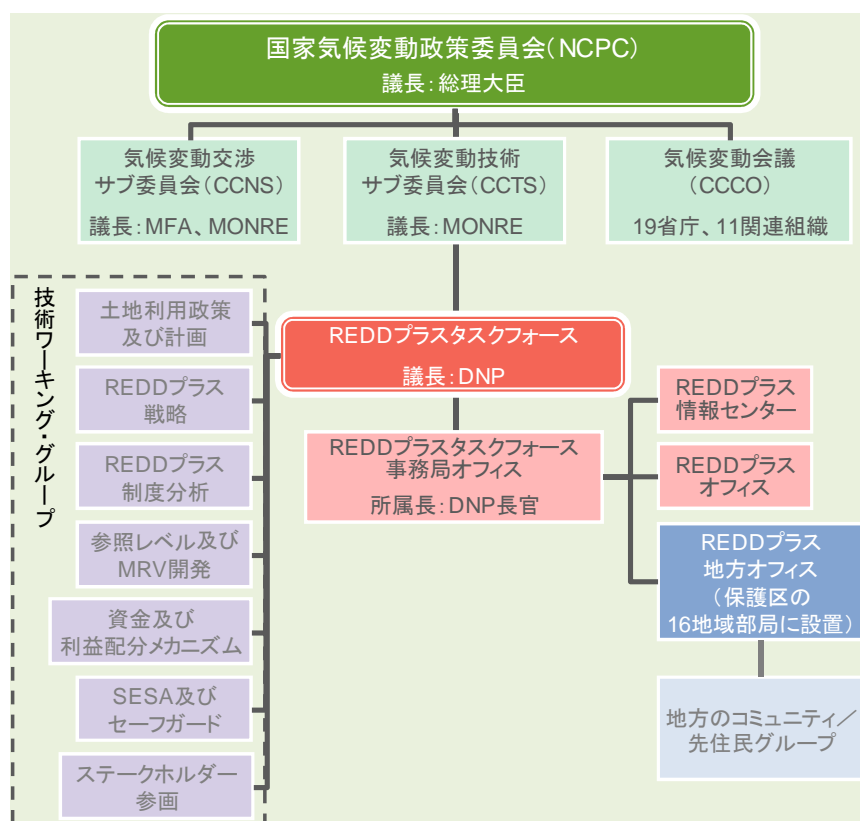 国家気候変動政策委員会（NCPC）
議長：総理大臣
気候変動交渉
サブ委員会（CCNS）
議長：MFA、MONRE
気候変動技術
サブ委員会（CCTS）
議長：MONRE
気候変動会議
（CCCO）
19省庁、11関連組織
技術ワーキング・グループ
土地利用政策
及び計画
REDDプラス
戦略
REDDプラス
制度分析
参照レベル及び
MRV開発
資金及び
利益配分メカニズム
SESA及び
セーフガード
ステークホルダー
参画
REDDプラスタスクフォース
議長：DNP
REDDプラスタスクフォース
事務局オフィス
所属長：DNP長官
REDDプラス
情報センター
REDDプラス
オフィス
REDDプラス
地方オフィス
（保護区の
16地域部局に設置）
地方のコミュニティ／
先住民グループ